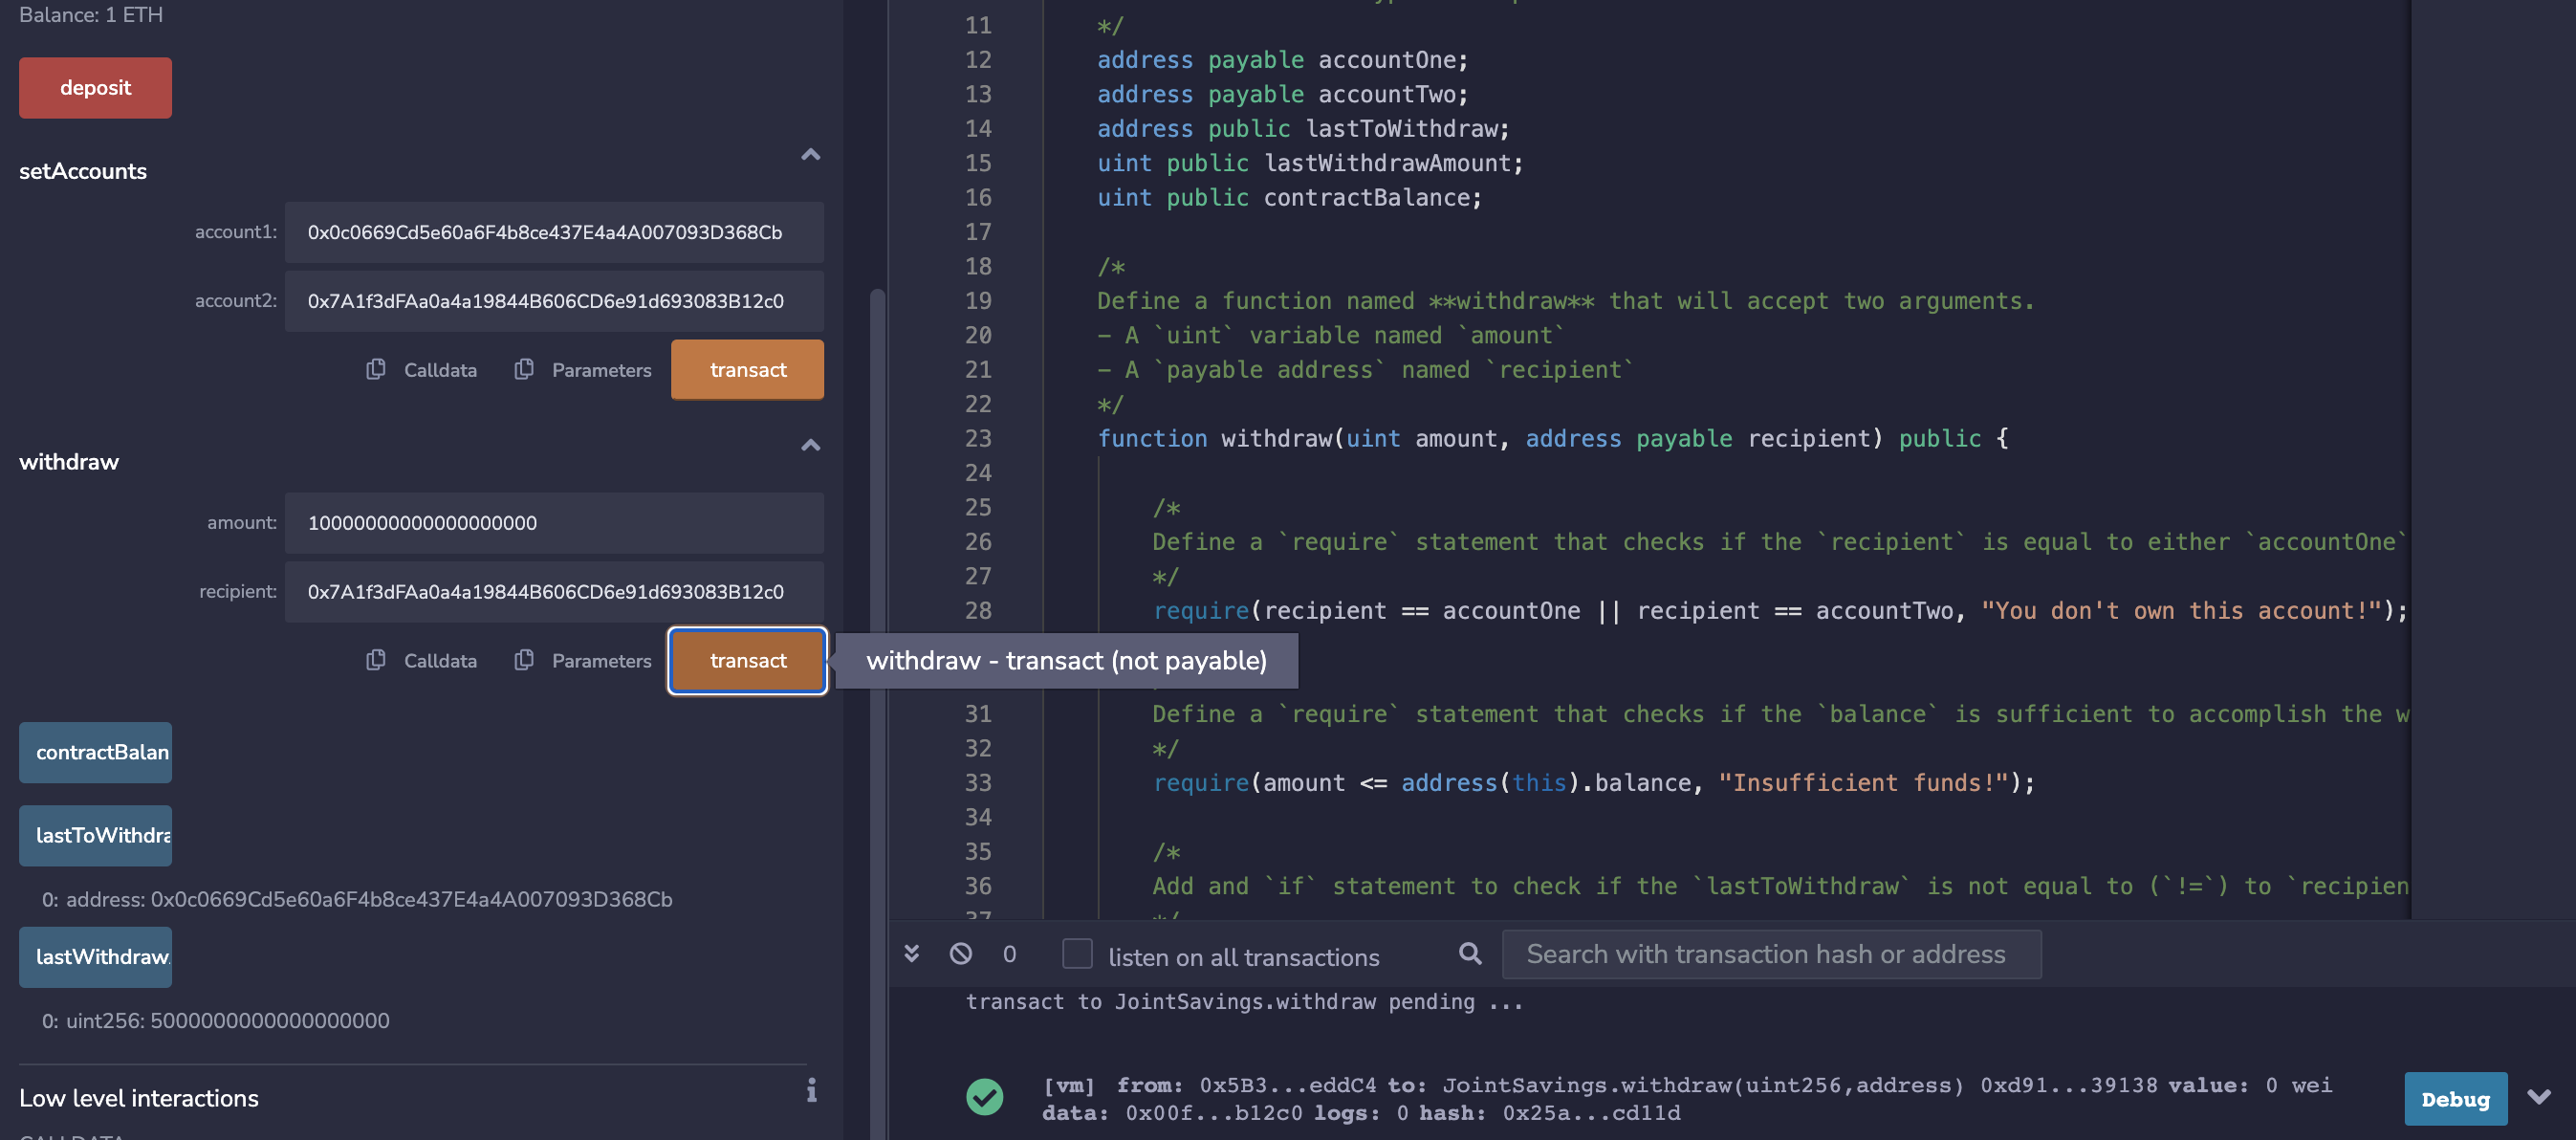 Balance: 1 ETH
deposit
setAccounts
account1: 0x0c0669Cd5e60a6F4b8ce437E4a4A007093D368Cb
account2: 0x7A1f3dFAa0a4a19844B606CD6e91d693083B12c0
Calldata Parameters transact
withdraw
amount: 10000000000000000000
recipient: 0x7A1f3dFAa0a4a19844B606CD6e91d693083B12c0
Calldata Parameters transact
withdraw - transact (not payable)
contractBalan
lastToWithdra
0: address: 0x0c0669Cd5e60a6F4b8ce437E4a4A007093D368Cb
lastWithdraw
0: uint256: 5000000000000000000
Low level interactions
CALLDATA
11 */
12 address payable accountOne;
13 address payable accountTwo;
14 address public lastToWithdraw;
15 uint public lastWithdrawAmount;
16 uint public contractBalance;
17
18 /*
19 Define a function named **withdraw** that will accept two arguments.
20 - A `uint` variable named `amount`
21 - A `payable address` named `recipient`
22 */
23 function withdraw(uint amount, address payable recipient) public {
24
25 /*
26 Define a `require` statement that checks if the `recipient` is equal to either `accountOne`
27 */
28 require(recipient == accountOne || recipient == accountTwo, "You don't own this account!");
31 Define a `require` statement that checks if the `balance` is sufficient to accomplish the w
32 */
33 require(amount <= address(this).balance, "Insufficient funds!");
34
35 /*
36 Add and `if` statement to check if the `lastToWithdraw` is not equal to (`!=`) to `recipien
37 */
0 listen on all transactions Search with transaction hash or address
transact to JointSavings.withdraw pending ...
[vm] from: 0x5B3...eddC4 to: JointSavings.withdraw(uint256,address) 0xd91...39138 value: 0 wei
data: 0x00f...b12c0 logs: 0 hash: 0x25a...cd11d
Debug